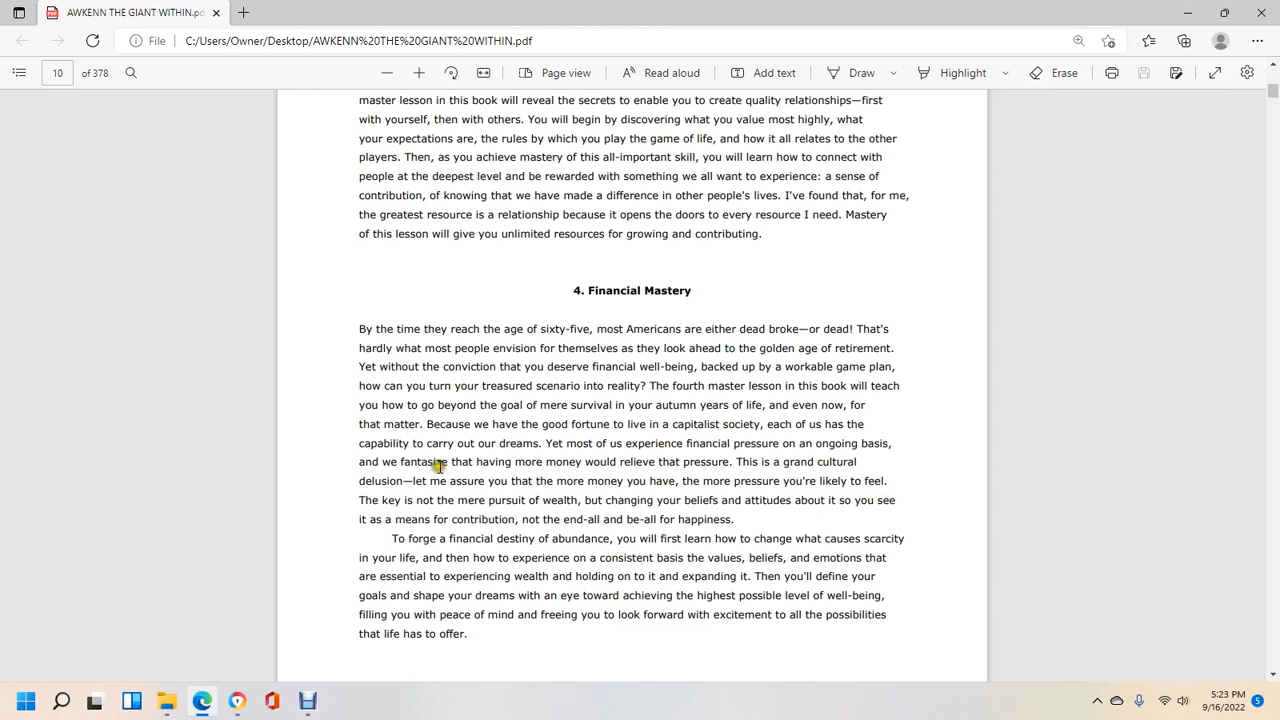 AWKENN THE GIANT WITHIN.pd
File
C:/Users/Owner/Desktop/AWKENN%20THE%20GIANT%20WITHIN.pdf
10 of 378
Page view
Read aloud
Add text
Draw
Highlight
Erase
master lesson in this book will reveal the secrets to enable you to create quality relationships—first
with yourself, then with others. You will begin by discovering what you value most highly, what
your expectations are, the rules by which you play the game of life, and how it all relates to the other
players. Then, as you achieve mastery of this all-important skill, you will learn how to connect with
people at the deepest level and be rewarded with something we all want to experience: a sense of
contribution, of knowing that we have made a difference in other people's lives. I've found that, for me,
the greatest resource is a relationship because it opens the doors to every resource I need. Mastery
of this lesson will give you unlimited resources for growing and contributing.
4. Financial Mastery
By the time they reach the age of sixty-five, most Americans are either dead broke—or dead! That's
hardly what most people envision for themselves as they look ahead to the golden age of retirement.
Yet without the conviction that you deserve financial well-being, backed up by a workable game plan,
how can you turn your treasured scenario into reality? The fourth master lesson in this book will teach
you how to go beyond the goal of mere survival in your autumn years of life, and even now, for
that matter. Because we have the good fortune to live in a capitalist society, each of us has the
capability to carry out our dreams. Yet most of us experience financial pressure on an ongoing basis,
and we fantasize that having more money would relieve that pressure. This is a grand cultural
delusion—let me assure you that the more money you have, the more pressure you're likely to feel.
The key is not the mere pursuit of wealth, but changing your beliefs and attitudes about it so you see
it as a means for contribution, not the end-all and be-all for happiness.
To forge a financial destiny of abundance, you will first learn how to change what causes scarcity
in your life, and then how to experience on a consistent basis the values, beliefs, and emotions that
are essential to experiencing wealth and holding on to it and expanding it. Then you'll define your
goals and shape your dreams with an eye toward achieving the highest possible level of well-being,
filling you with peace of mind and freeing you to look forward with excitement to all the possibilities
that life has to offer.
5:23 PM
9/16/2022
5